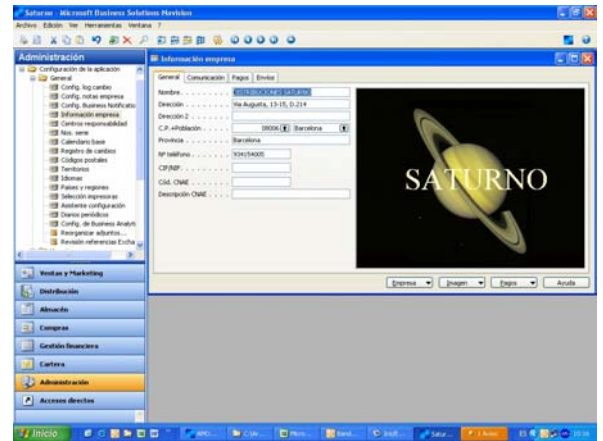 Saturno - Microsoft Business Solutions Navision
Archivo Edición Ver Herramientas Ventana ?
Administración
Configuración de la aplicación
General
Config. log cambio
Config. notas empresa
Config. Business Notificatio
Información empresa
Centros responsabilidad
Nos. serie
Calendario base
Registro de cambios
Códigos postales
Territorios
Idiomas
Países y regiones
Selección impresoras
Asistente configuración
Diarios periódicos
Config. de Business Analyti
Reorganizar adjuntos...
Revisión referencias Excha
Ventas y Marketing
Distribución
Almacén
Compras
Gestión financiera
Cartera
Administración
Accesos directos
Información empresa
General Comunicación Pagos Envíos
Nombre DISTRIBUCIONES SATURNO
Dirección Via Augusta, 13-15, D.214
Dirección 2
C.P.+Población 08006 Barcelona
Provincia Barcelona
Nº teléfono 934154005
CIF/NIF
Cód. CNAE
Descripción CNAE
SATURNO
Empresa Imagen Pagos Ayuda
Inicio
ES